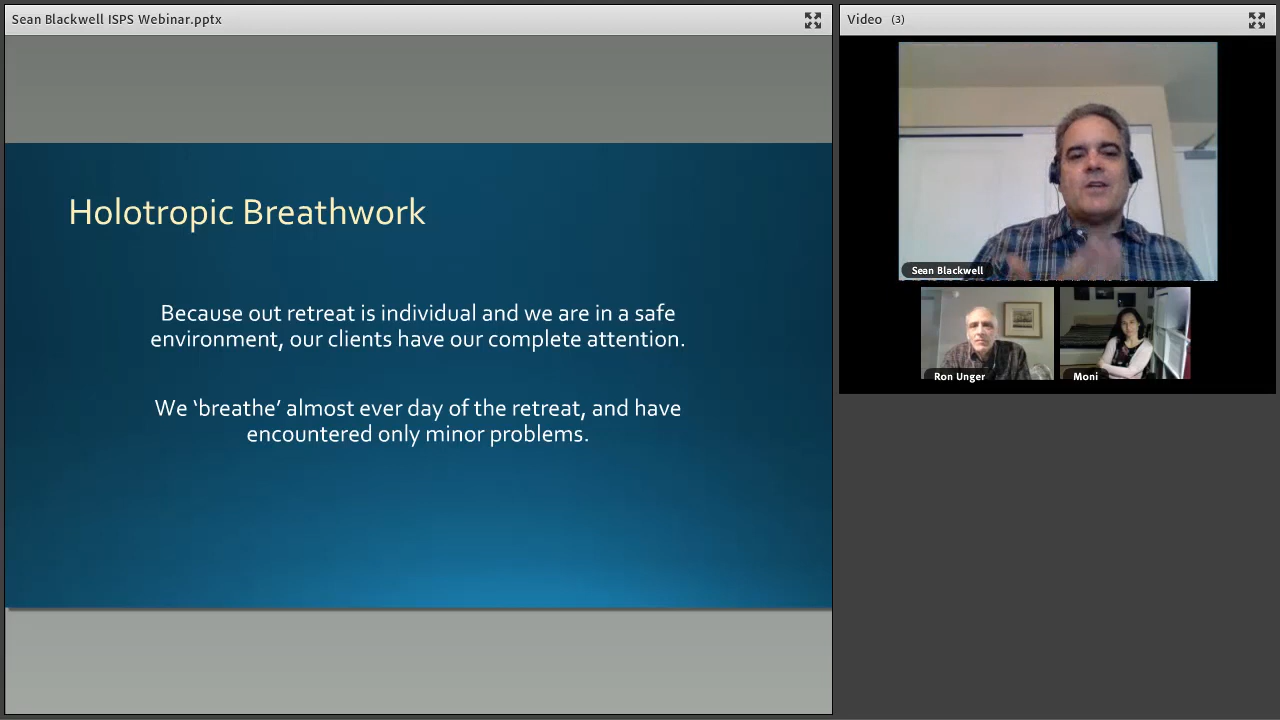 Sean Blackwell ISPS Webinar.pptx
Video (3)
Holotropic Breathwork
Because out retreat is individual and we are in a safe
environment, our clients have our complete attention.
We ‘breathe’ almost ever day of the retreat, and have
encountered only minor problems.
Sean Blackwell
Ron Unger
Moni